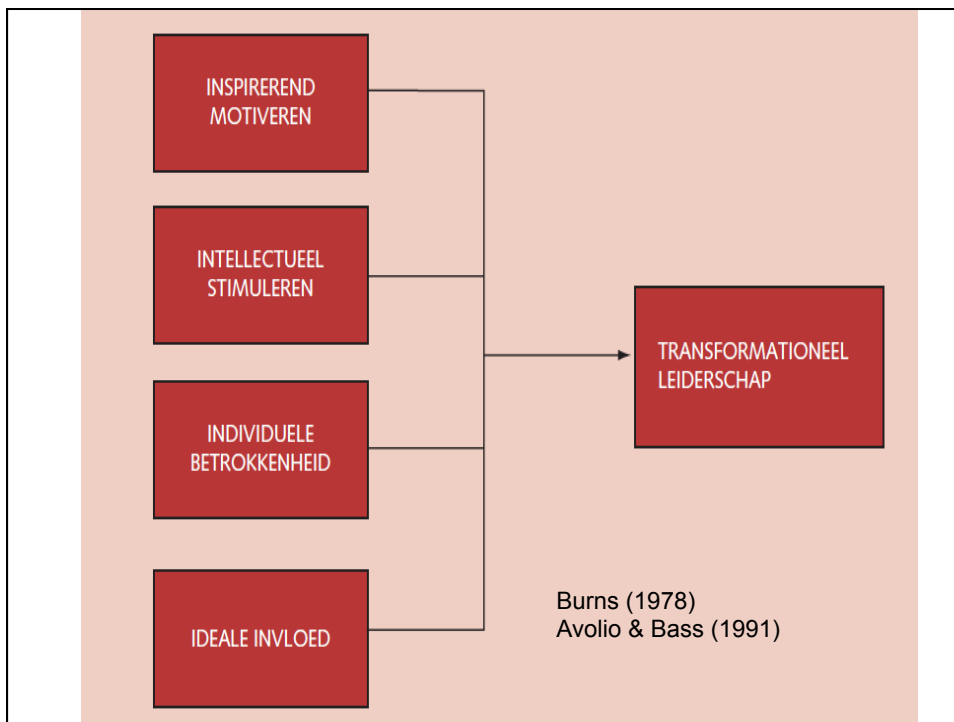 INSPIREREND
MOTIVEREN
INTELLECTUEEL
STIMULEREN
INDIVIDUELE
BETROKKENHEID
IDEALE INVLOED
TRANSFORMATIONEEL
LEIDERSCHAP
Burns (1978)
Avolio & Bass (1991)